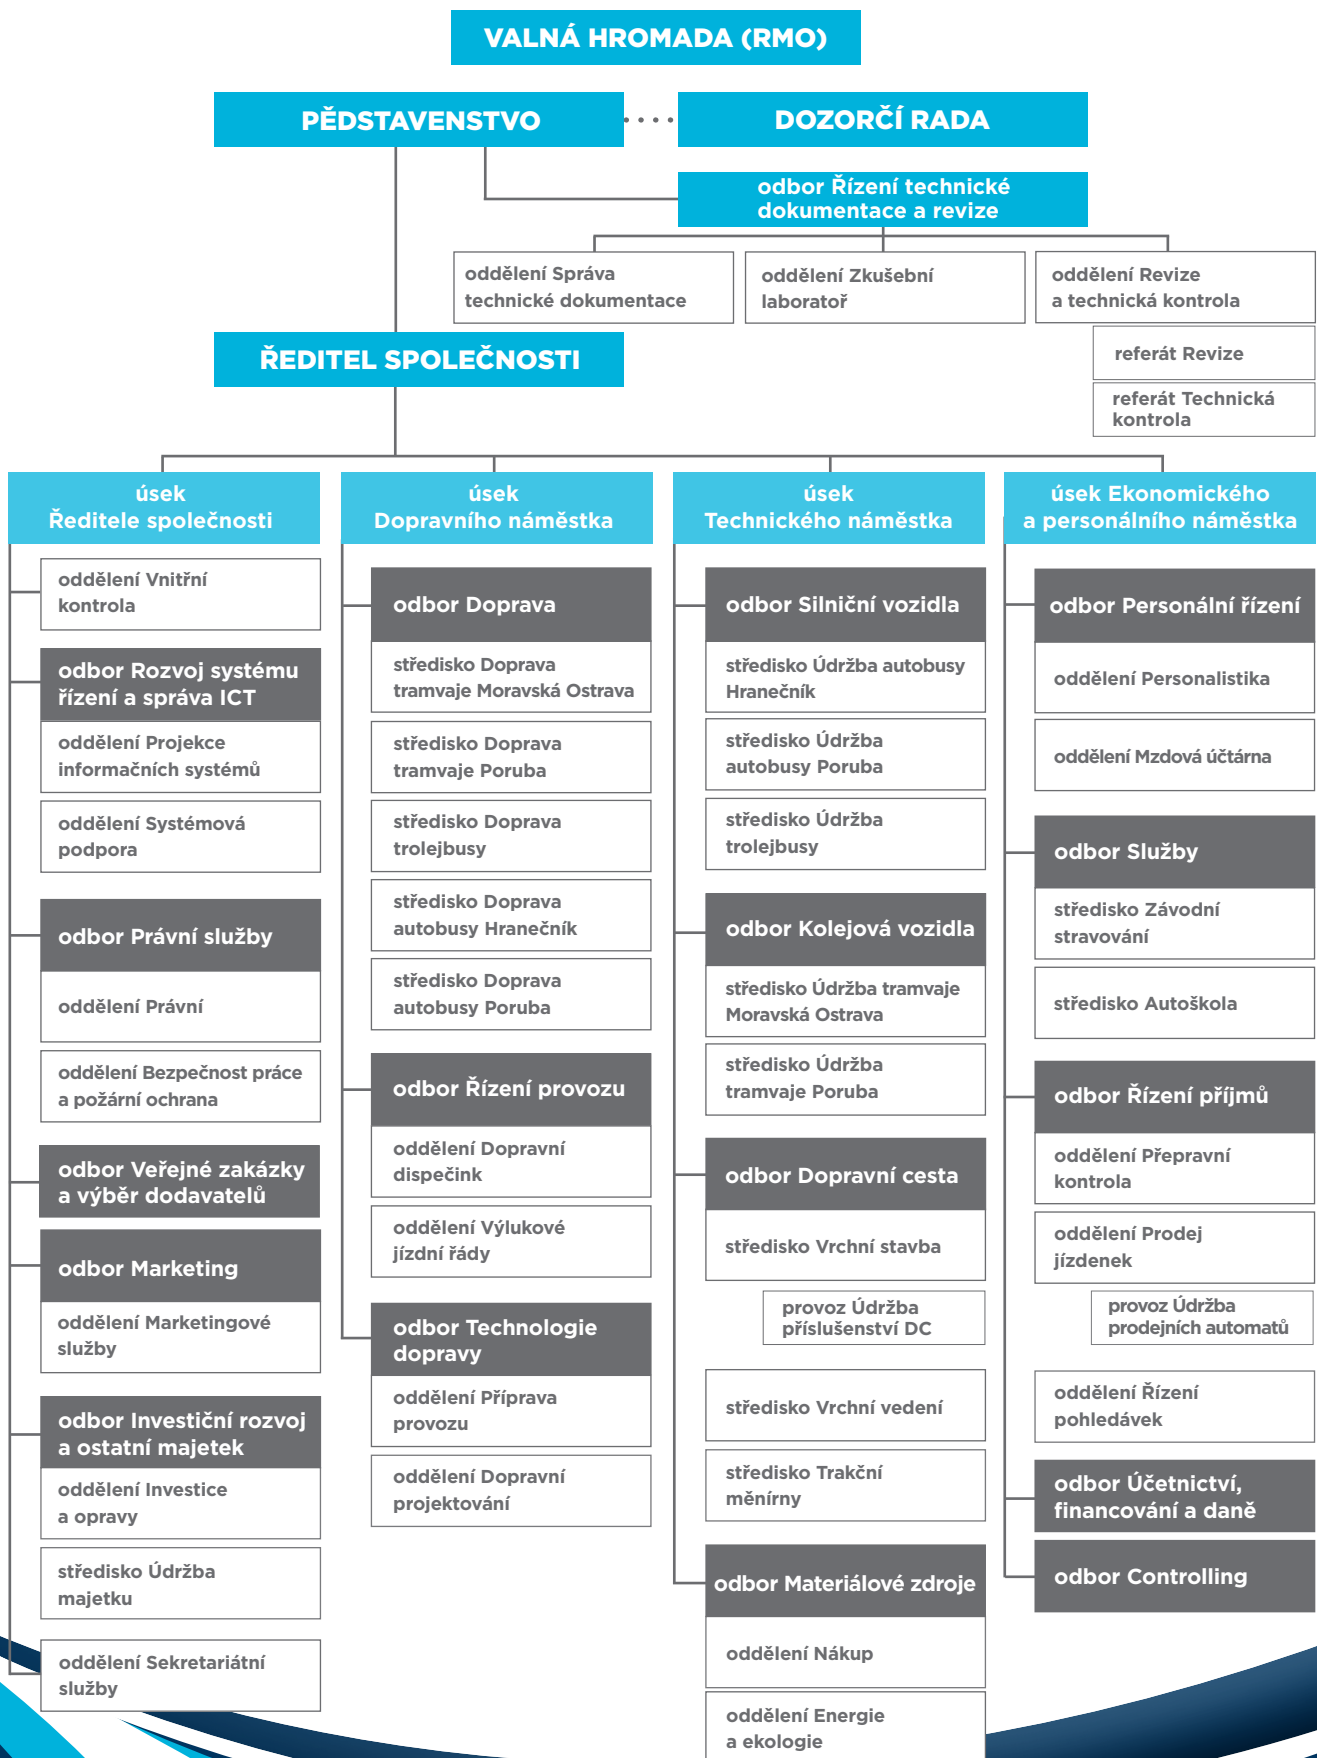 VALNÁ HROMADA (RMO)
PĚDSTAVENSTVO
DOZORČÍ RADA
odbor Řízení technické
dokumentace a revize
oddělení Správa
technické dokumentace
oddělení Zkušební
laboratoř
oddělení Revize
a technická kontrola
referát Revize
referát Technická
kontrola
ŘEDITEL SPOLEČNOSTI
úsek
Ředitele společnosti
oddělení Vnitřní
kontrola
odbor Rozvoj systému
řízení a správa ICT
oddělení Projekce
informačních systémů
oddělení Systémová
podpora
odbor Právní služby
oddělení Právní
oddělení Bezpečnost práce
a požární ochrana
odbor Veřejné zakázky
a výběr dodavatelů
odbor Marketing
oddělení Marketingové
služby
odbor Investiční rozvoj
a ostatní majetek
oddělení Investice
a opravy
středisko Údržba
majetku
oddělení Sekretariátní
služby
úsek
Dopravního náměstka
odbor Doprava
středisko Doprava
tramvaje Moravská Ostrava
středisko Doprava
tramvaje Poruba
středisko Doprava
trolejbusy
středisko Doprava
autobusy Hranečník
středisko Doprava
autobusy Poruba
odbor Řízení provozu
oddělení Dopravní
dispečink
oddělení Výlukové
jízdní řády
odbor Technologie
dopravy
oddělení Příprava
provozu
oddělení Dopravní
projektování
úsek
Technického náměstka
odbor Silniční vozidla
středisko Údržba autobusy
Hranečník
středisko Údržba
autobusy Poruba
středisko Údržba
trolejbusy
odbor Kolejová vozidla
středisko Údržba tramvaje
Moravská Ostrava
středisko Údržba
tramvaje Poruba
odbor Dopravní cesta
středisko Vrchní stavba
provoz Údržba
příslušenství DC
středisko Vrchní vedení
středisko Trakční
měnírny
odbor Materiálové zdroje
oddělení Nákup
oddělení Energie
a ekologie
úsek Ekonomického
a personálního náměstka
odbor Personální řízení
oddělení Personalistika
oddělení Mzdová účtárna
odbor Služby
středisko Závodní
stravování
středisko Autoškola
odbor Řízení příjmů
oddělení Přepravní
kontrola
oddělení Prodej
jízdenek
provoz Údržba
prodejních automatů
oddělení Řízení
pohledávek
odbor Účetnictví,
financování a daně
odbor Controlling